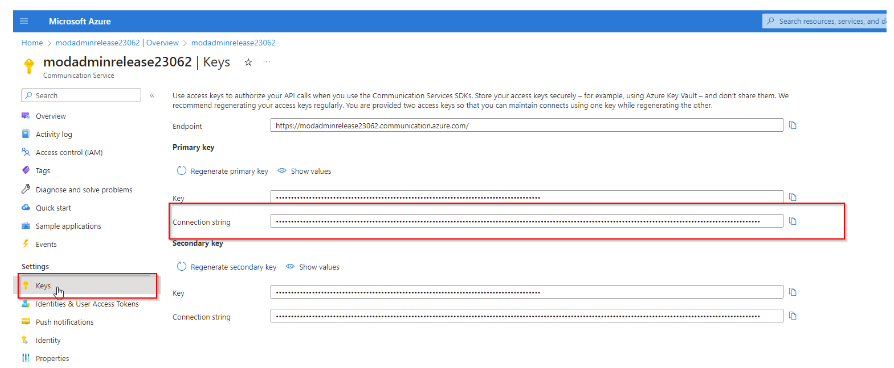 Microsoft Azure
Search resources, services, and d
Home > modadminrelease23062 | Overview > modadminrelease23062
modadminrelease23062 | Keys
Communication Service
Search
Use access keys to authorize your API calls when you use the Communication Services SDKs. Store your access keys securely – for example, using Azure Key Vault – and don't share them. We
recommend regenerating your access keys regularly. You are provided two access keys so that you can maintain connects using one key while regenerating the other.
Overview
Activity log
Access control (IAM)
Tags
Diagnose and solve problems
Quick start
Sample applications
Events
Settings
Keys
Identities & User Access Tokens
Push notifications
Identity
Properties
Endpoint
https://modadminrelease23062.communication.azure.com/
Primary key
Regenerate primary key Show values
Key
Connection string
Secondary key
Regenerate secondary key Show values
Key
Connection string